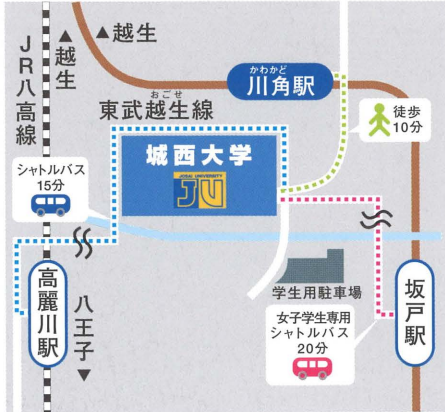 ▲越生
▲越生
JR八高線
かわかど
川角駅
おごせ
東武越生線
徒歩
10分
城西大学
JOSAI UNIVERSITY
JU
シャトルバス
15分
高麗川駅
八王子▼
学生用駐車場
坂戸駅
女子学生専用
シャトルバス
20分